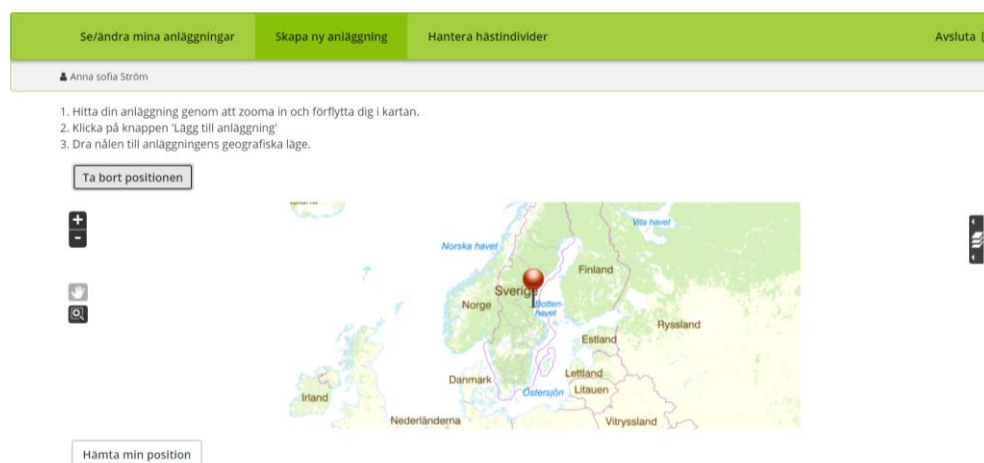 Se/ändra mina anläggningar Skapa ny anläggning Hantera hästindivider Avsluta
Anna sofia Ström
1. Hitta din anläggning genom att zooma in och förflytta dig i kartan.
2. Klicka på knappen 'Lägg till anläggning'
3. Dra nålen till anläggningens geografiska läge.
Ta bort positionen
+
-
Vita havet
Norska havet
Finland
Sverige
Norge
Botten-
havet
Ryssland
Estland
Lettland
Danmark
Litauen
Östersjön
Irland
Nederländerna
Vitryssland
Hämta min position